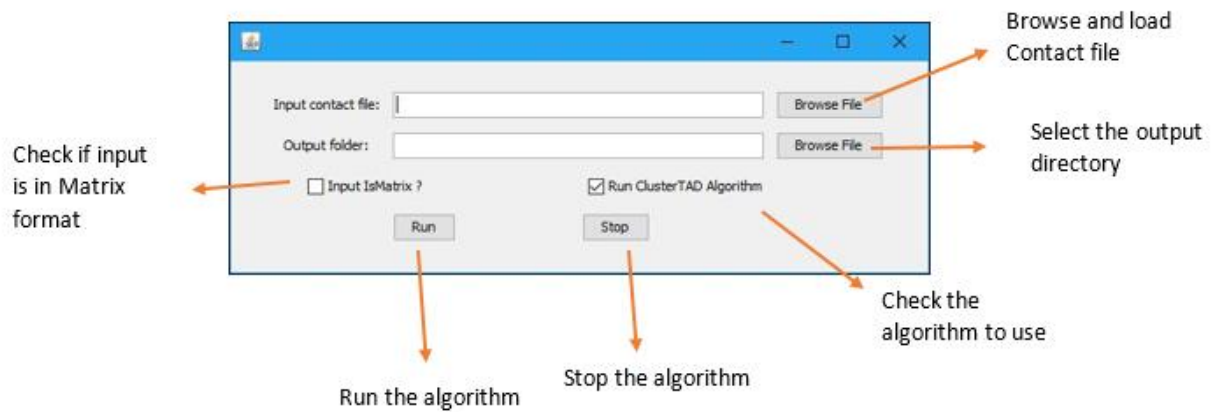 Browse and load
Contact file
Input contact file:
Browse File
Output folder:
Browse File
Select the output
directory
Check if input
is in Matrix
format
Input IsMatrix ?
Run ClusterTAD Algorithm
Run
Stop
Check the
algorithm to use
Stop the algorithm
Run the algorithm